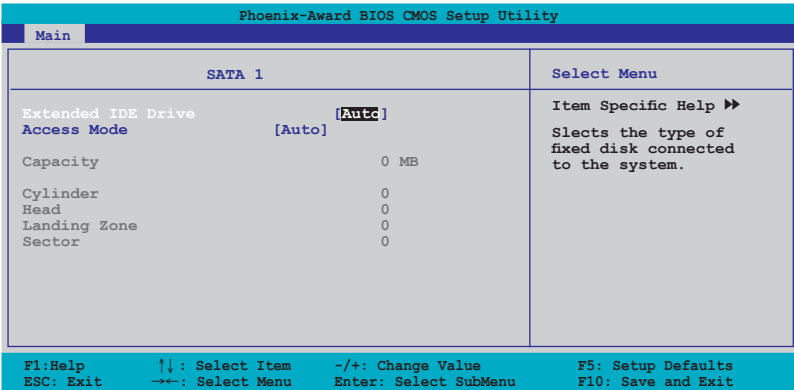 Phoenix-Award BIOS CMOS Setup Utility
Main
SATA 1
Select Menu
Extended IDE Drive [Auto]
Access Mode [Auto]
Capacity 0 MB
Cylinder 0
Head 0
Landing Zone 0
Sector 0
Item Specific Help ▶▶
Slects the type of
fixed disk connected
to the system.
F1:Help ↑↓ : Select Item -/+: Change Value F5: Setup Defaults
ESC: Exit →←: Select Menu Enter: Select SubMenu F10: Save and Exit